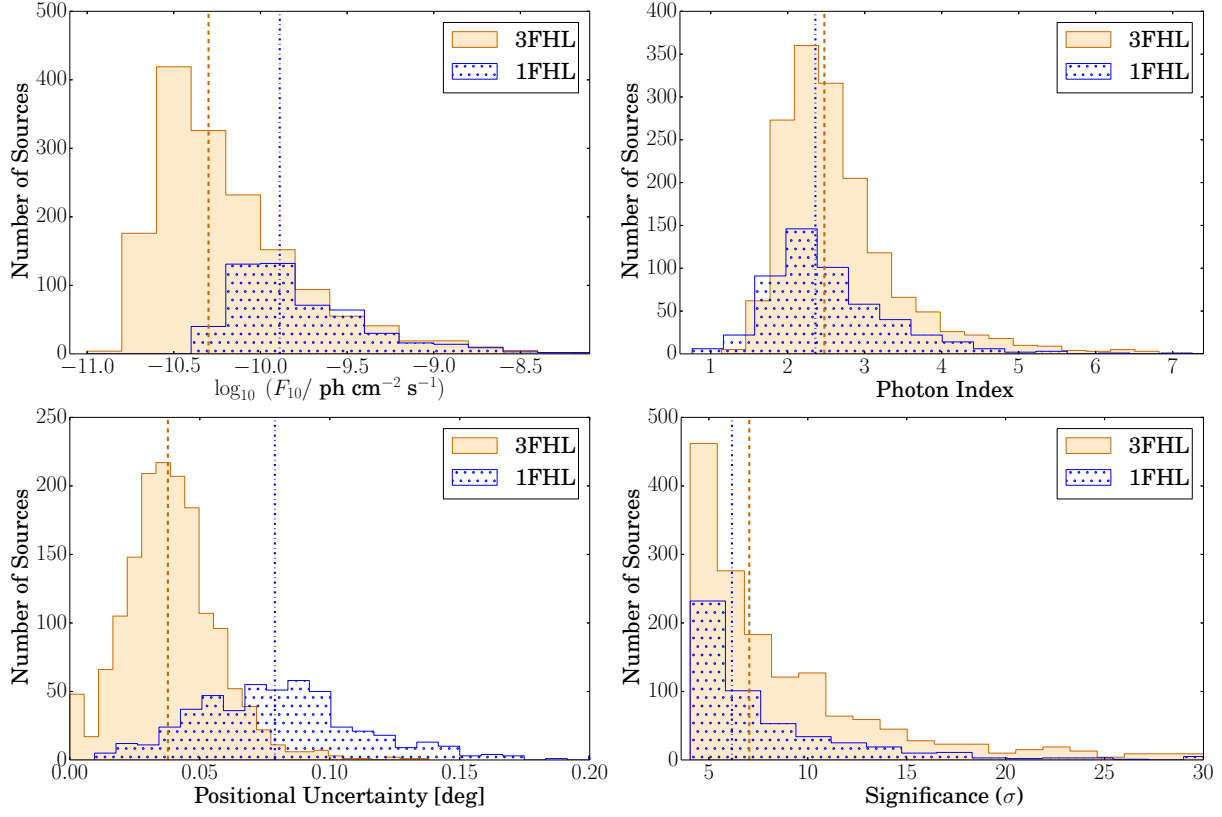 500
400
300
200
100
0
Number of Sources
3FHL
1FHL
−11.0 −10.5 −10.0 −9.5 −9.0 −8.5
log₁₀ (F₁₀/ ph cm⁻² s⁻¹)
400
350
300
250
200
150
100
50
0
Number of Sources
3FHL
1FHL
1 2 3 4 5 6 7
Photon Index
250
200
150
100
50
0
Number of Sources
3FHL
1FHL
0.00 0.05 0.10 0.15 0.20
Positional Uncertainty [deg]
500
400
300
200
100
0
Number of Sources
3FHL
1FHL
5 10 15 20 25 30
Significance (σ)